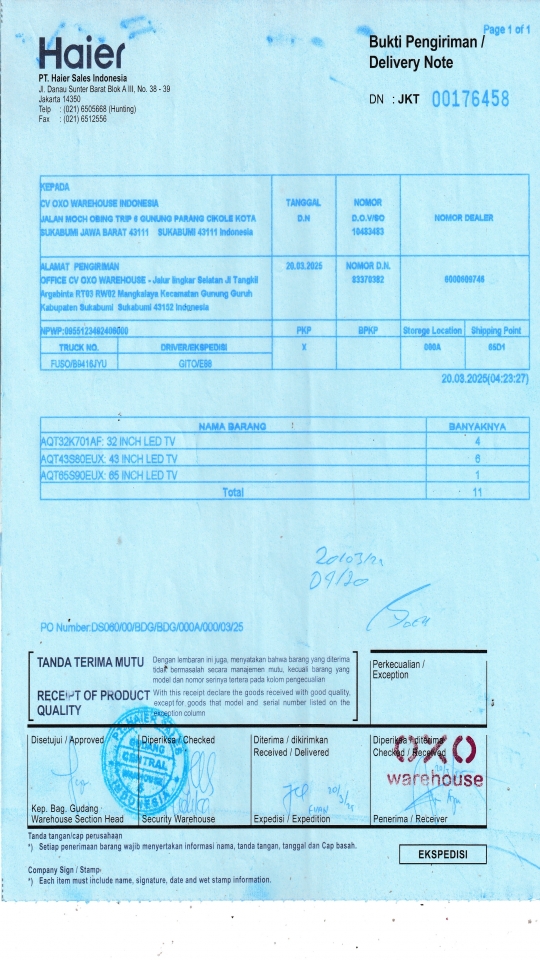 Page 1 of 1
Haier
Bukti Pengiriman /
Delivery Note
PT. Haier Sales Indonesia
Jl. Danau Sunter Barat Blok A III, No. 38 - 39
Jakarta 14350
Telp : (021) 6505668 (Hunting)
Fax : (021) 6512556
DN : JKT 00176458
KEPADA
CV OXO WAREHOUSE INDONESIA
JALAN MOCH OBING TRIP # GUNUNG PARANG CIKOLE KOTA
SUKABUMI JAWA BARAT 43111 SUKABUMI 43111 Indonesia
TANGGAL
D.N
NOMOR
D.O.V/SO
10483483
NOMOR DEALER
ALAMAT PENGIRIMAN
OFFICE CV OXO WAREHOUSE - Jalur lingkar Selatan Jl Tangkil
Argabinta RT03 RW02 Mangkalaya Kecamatan Gunung Guruh
Kabupaten Sukabumi Sukabumi 43152 Indonesia
20.03.2025
NOMOR D.N.
83370382
NPWP:
PKP
BPKP
Storage Location
Shipping Point
TRUCK NO.
DRIVER/EKSPEDISI
X
000A
65D1
FUSO/B9416JYU
20.03.2025(04:23:27)
NAMA BARANG
BANYAKNYA
AQT32K701AF: 32 INCH LED TV
4
AQT43S80EUX: 43 INCH LED TV
6
AQT65S90EUX: 65 INCH LED TV
1
Total
11
PO Number:DS060/00/BDG/BDG/000A/000/03/25
TANDA TERIMA MUTU
Dengan lembaran ini juga, menyatakan bahwa barang yang diterima
tidak bermasalah secara manajemen mutu, kecuali barang yang
model dan nomor serinya tertera pada kolom pengecualian
RECEIPT OF PRODUCT
QUALITY
With this receipt declare the goods received with good quality,
except for goods that model and serial number listed on the
exception column
Perkecualian /
Exception
Disetujui / Approved
Diperiksa / Checked
Diterima / dikirimkan
Received / Delivered
Diperiksa / diterima
Checked / Received
CENTRAL
WAREHOUSE
INDONESIA
OXO
warehouse
Kep. Bag. Gudang
Warehouse Section Head
Security Warehouse
Expedisi / Expedition
Penerima / Receiver
Tanda tangan/cap perusahaan
*) Setiap penerimaan barang wajib menyertakan informasi nama, tanda tangan, tanggal dan Cap basah.
EKSPEDISI
Company Sign / Stamp
*) Each item must include name, signature, date and wet stamp information.